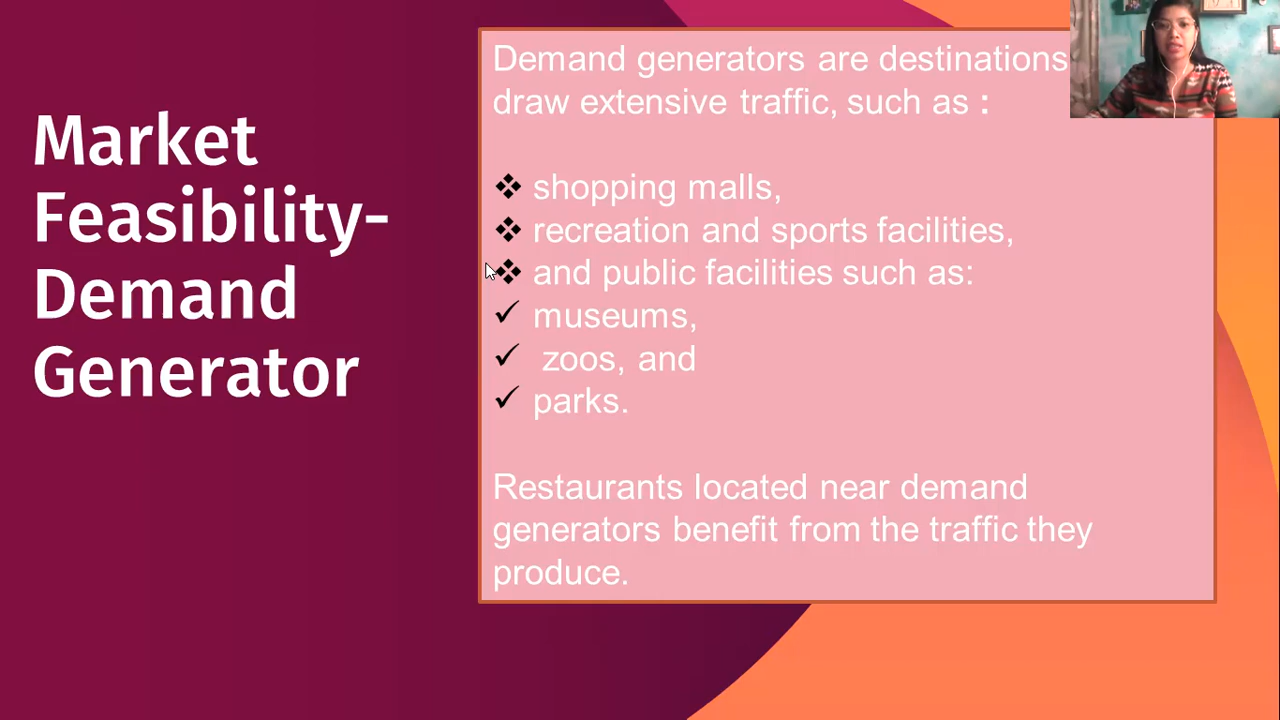 Market
Feasibility-
Demand
Generator
Demand generators are destinations
draw extensive traffic, such as :
❖ shopping malls,
❖ recreation and sports facilities,
❖ and public facilities such as:
✓ museums,
✓ zoos, and
✓ parks.
Restaurants located near demand
generators benefit from the traffic they
produce.